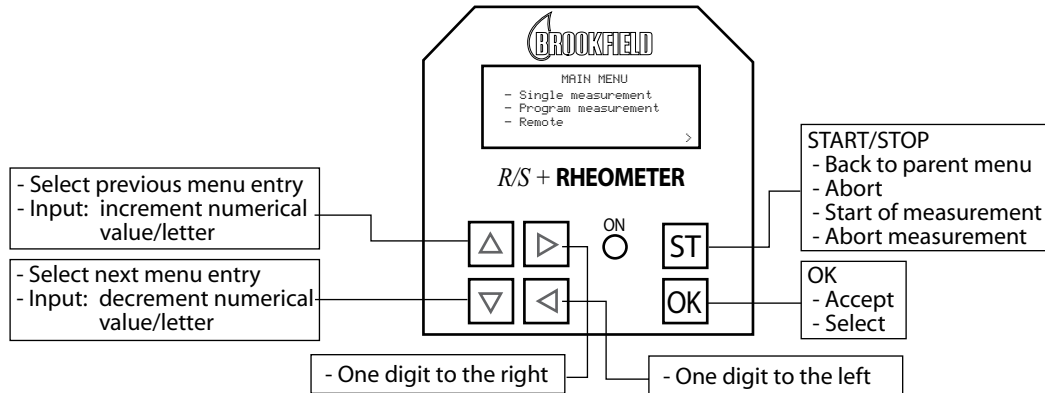 BROOKFIELD
MAIN MENU
- Single measurement
- Program measurement
- Remote
>
R/S + RHEOMETER
ON
ST
OK
- Select previous menu entry
- Input: increment numerical
value/letter
- Select next menu entry
- Input: decrement numerical
value/letter
START/STOP
- Back to parent menu
- Abort
- Start of measurement
- Abort measurement
OK
- Accept
- Select
- One digit to the right
- One digit to the left